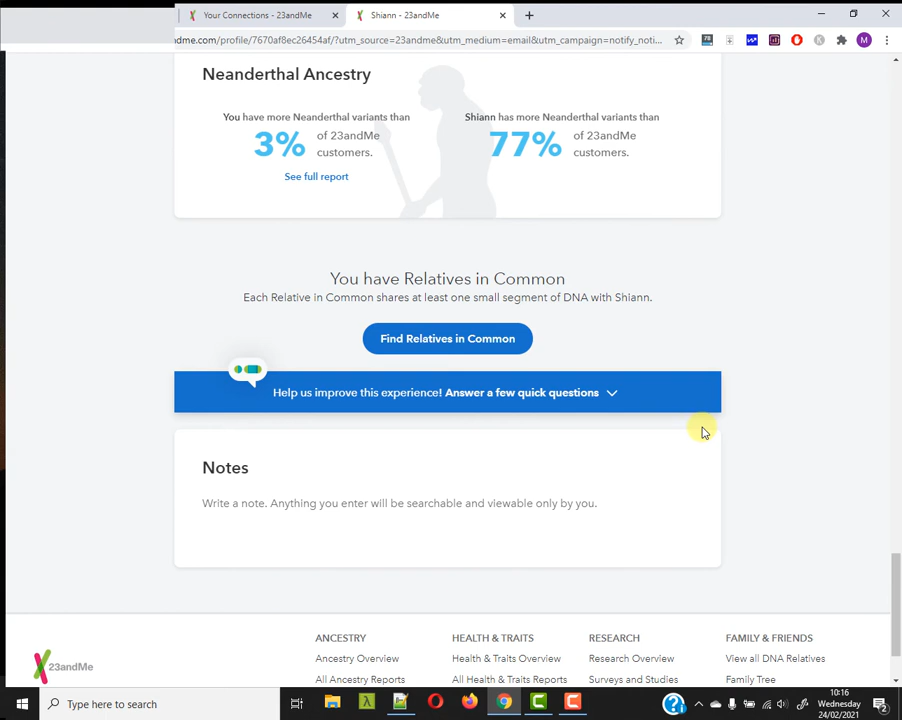 Your Connections - 23andMe
Shiann - 23andMe
ndme.com/profile/7670af8ec26454af/?utm_source=23andme&utm_medium=email&utm_campaign=notify_noti...
78
K
M
Neanderthal Ancestry
You have more Neanderthal variants than
3% of 23andMe customers.
See full report
Shiann has more Neanderthal variants than
77% of 23andMe customers.
You have Relatives in Common
Each Relative in Common shares at least one small segment of DNA with Shiann.
Find Relatives in Common
Help us improve this experience! Answer a few quick questions
Notes
Write a note. Anything you enter will be searchable and viewable only by you.
23andMe
ANCESTRY
Ancestry Overview
All Ancestry Reports
HEALTH & TRAITS
Health & Traits Overview
All Health & Traits Reports
RESEARCH
Research Overview
Surveys and Studies
FAMILY & FRIENDS
View all DNA Relatives
Family Tree
Type here to search
10:16
Wednesday
24/02/2021
2